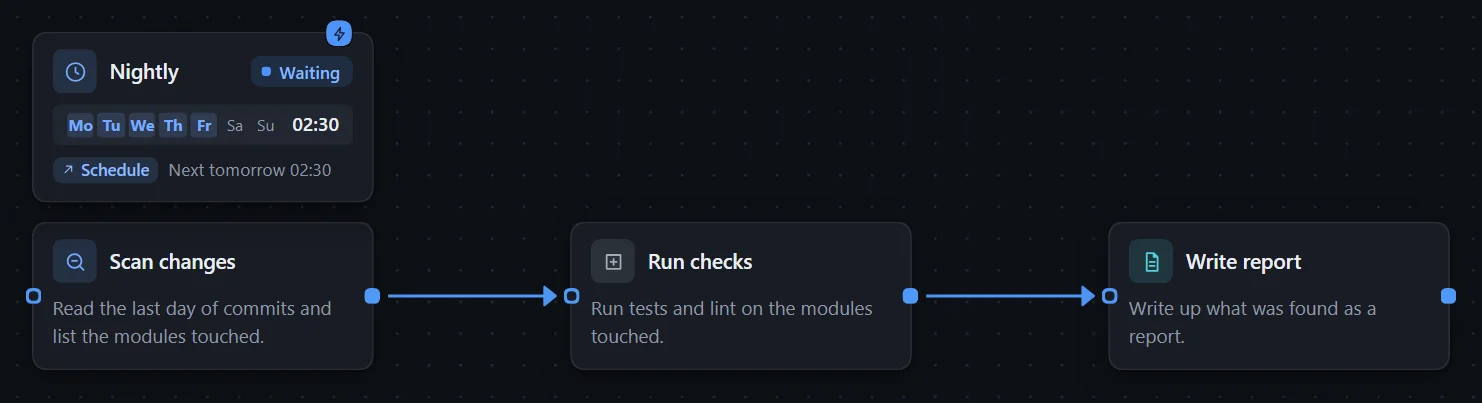 Nightly
Waiting
Mo Tu We Th Fr Sa Su 02:30
Schedule Next tomorrow 02:30
Scan changes
Read the last day of commits and
list the modules touched.
Run checks
Run tests and lint on the modules
touched.
Write report
Write up what was found as a
report.